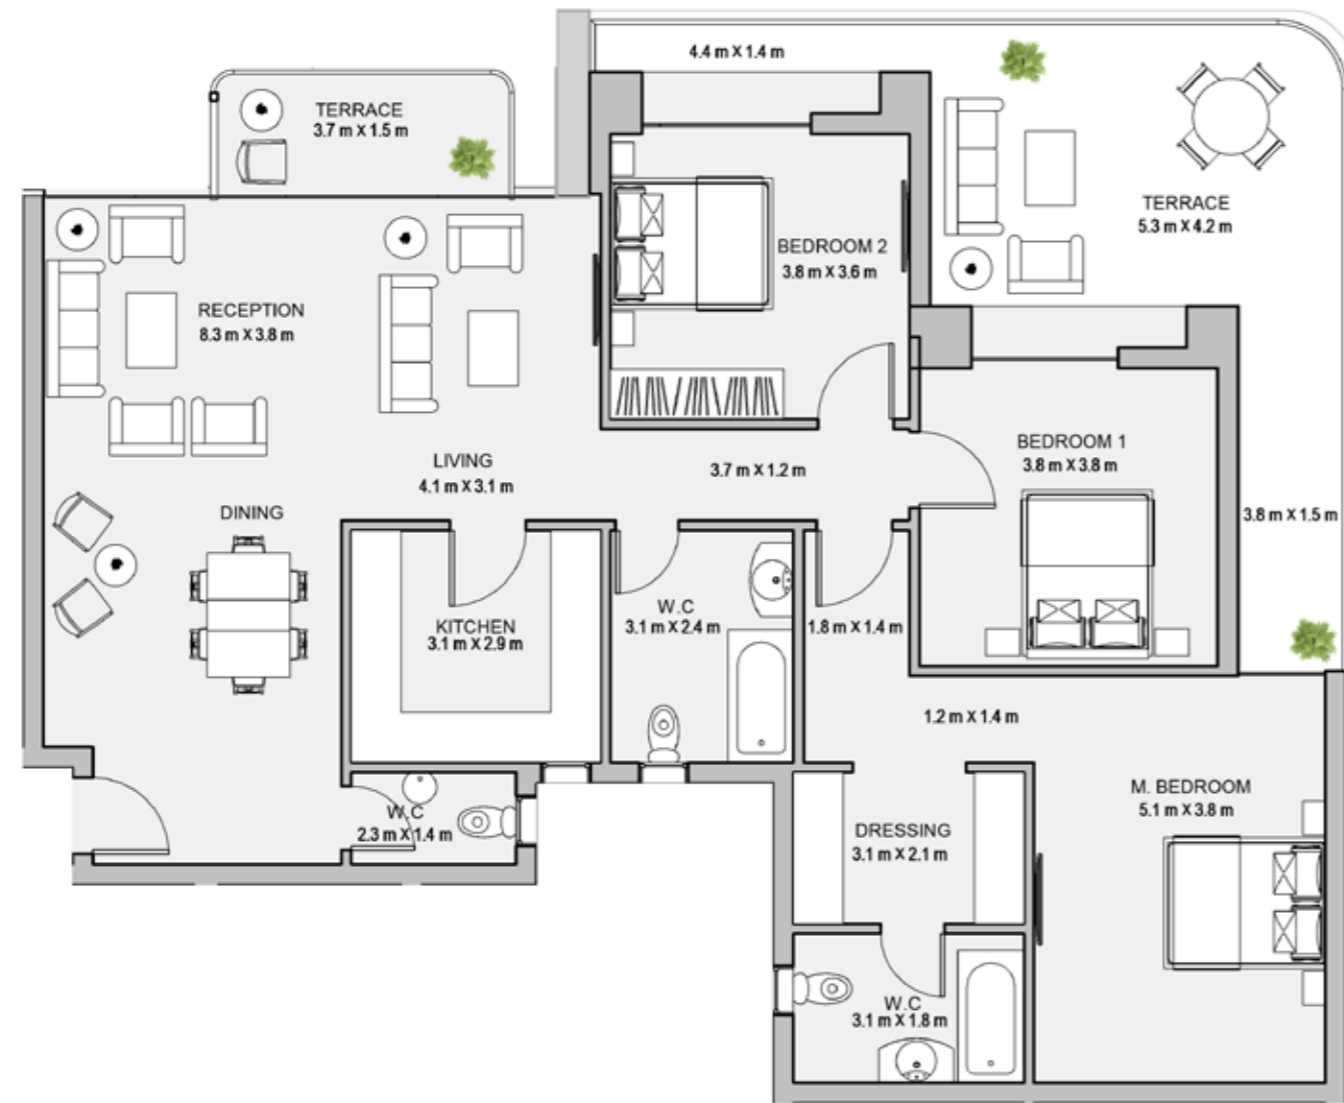 4.4 m X 1.4 m
TERRACE
3.7 m X 1.5 m
TERRACE
5.3 m X 4.2 m
BEDROOM 2
3.8 m X 3.6 m
RECEPTION
8.3 m X 3.8 m
LIVING
4.1 m X 3.1 m
3.7 m X 1.2 m
BEDROOM 1
3.8 m X 3.8 m
DINING
3.8 m X 1.5 m
KITCHEN
3.1 m X 2.9 m
W.C
3.1 m X 2.4 m
1.8 m X 1.4 m
1.2 m X 1.4 m
W.C
2.3 m X 1.4 m
M. BEDROOM
5.1 m X 3.8 m
DRESSING
3.1 m X 2.1 m
W.C
3.1 m X 1.8 m